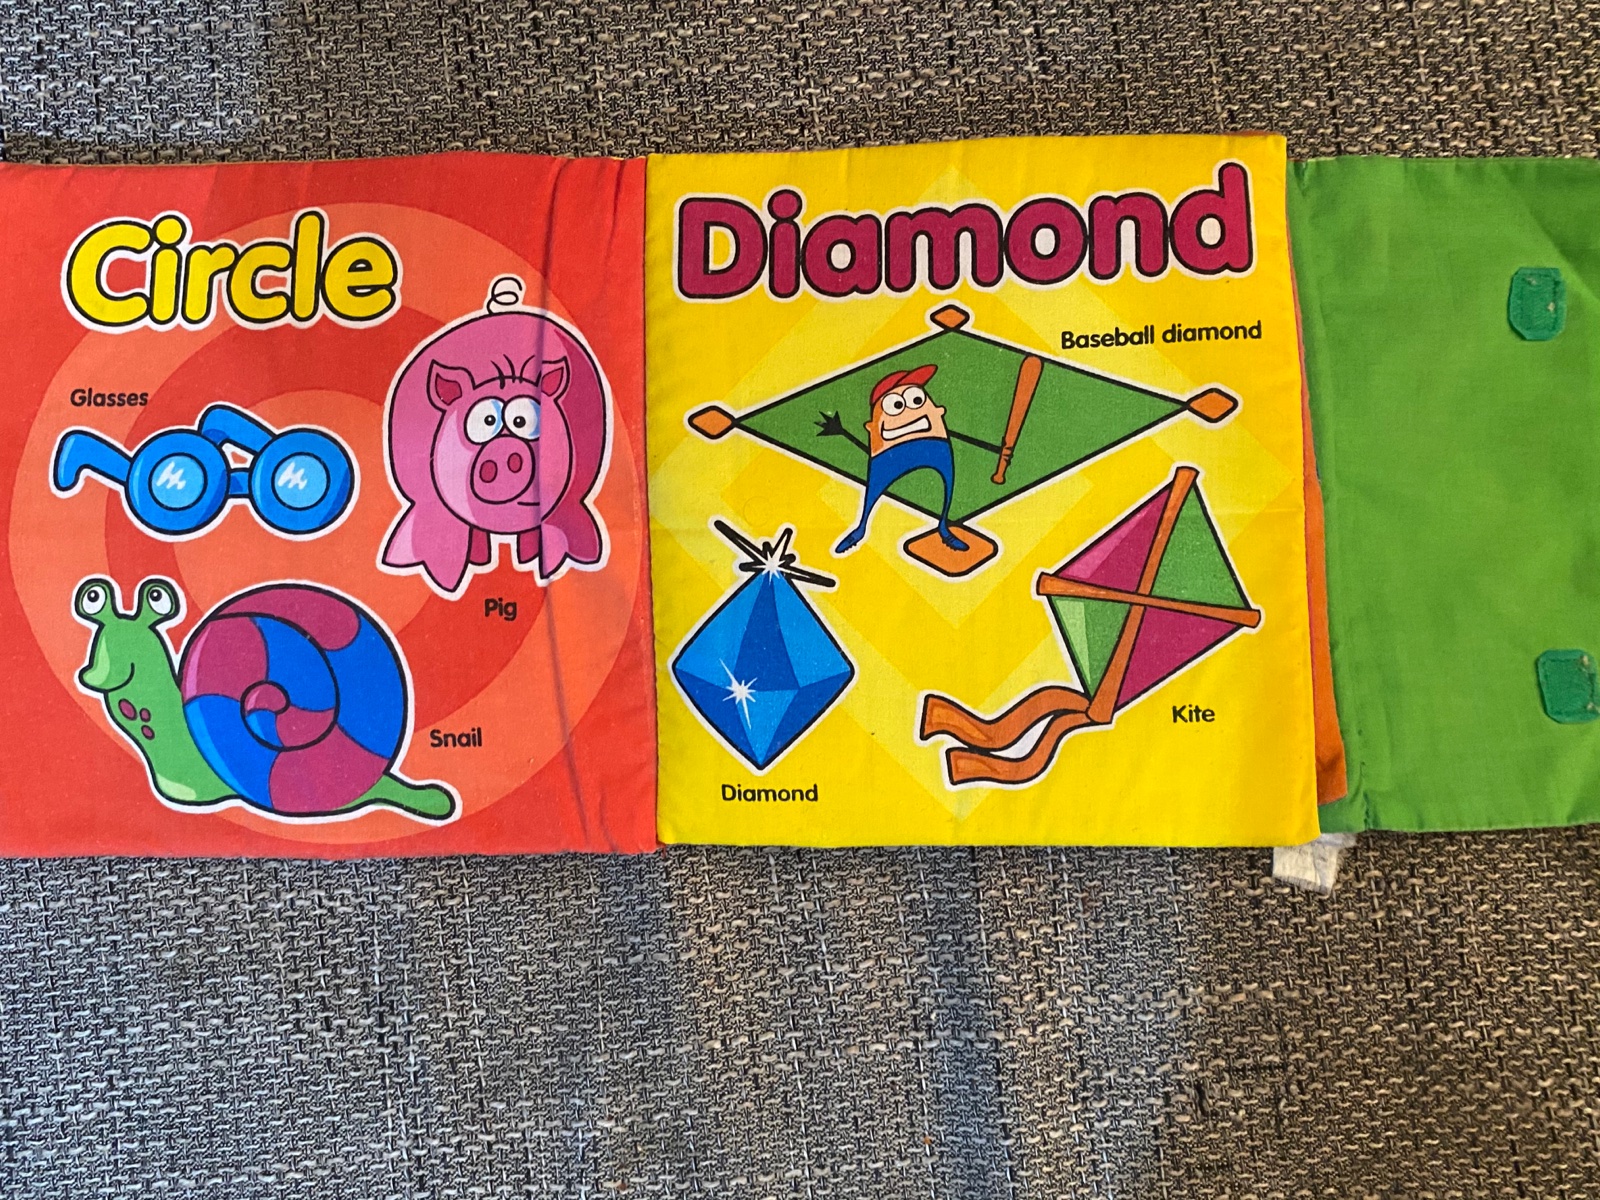 Circle
Glasses
Pig
Snail
Diamond
Baseball diamond
Kite
Diamond